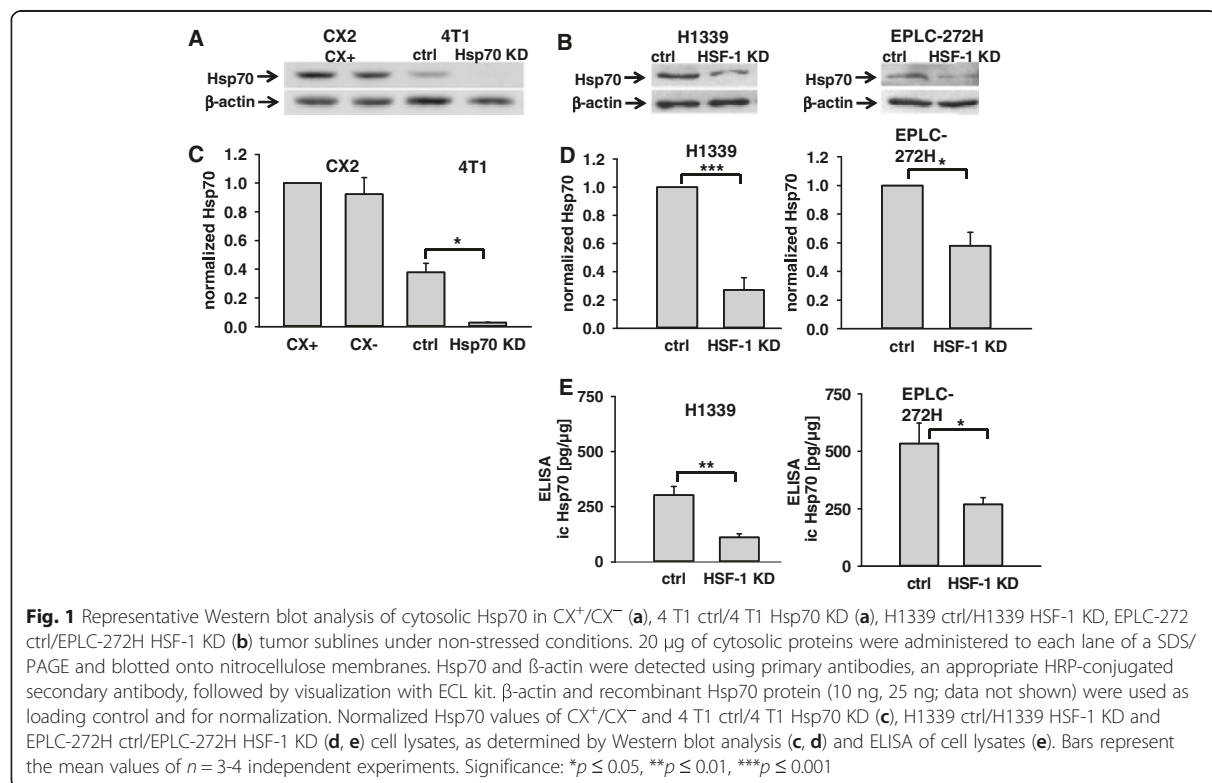 A
CX2 4T1
CX+ ctrl Hsp70 KD
Hsp70
β-actin
B
H1339
ctrl HSF-1 KD
Hsp70
β-actin
EPLC-272H
ctrl HSF-1 KD
Hsp70
β-actin
C
normalized Hsp70
1.2
1.0
0.8
0.6
0.4
0.2
0.0
CX2 4T1
*
CX+ CX- ctrl Hsp70 KD
D
normalized Hsp70
1.2
1.0
0.8
0.6
0.4
0.2
0.0
H1339
***
ctrl HSF-1 KD
normalized Hsp70
1.2
1.0
0.8
0.6
0.4
0.2
0.0
EPLC-
272H
*
ctrl HSF-1 KD
E
ELISA
ic Hsp70 [pg/µg]
750
500
250
0
H1339
**
ctrl HSF-1 KD
ELISA
ic Hsp70 [pg/µg]
750
500
250
0
EPLC-
272H
*
ctrl HSF-1 KD
Fig. 1 Representative Western blot analysis of cytosolic Hsp70 in CX⁺/CX⁻ (a), 4 T1 ctrl/4 T1 Hsp70 KD (a), H1339 ctrl/H1339 HSF-1 KD, EPLC-272
ctrl/EPLC-272H HSF-1 KD (b) tumor sublines under non-stressed conditions. 20 µg of cytosolic proteins were administered to each lane of a SDS/
PAGE and blotted onto nitrocellulose membranes. Hsp70 and ß-actin were detected using primary antibodies, an appropriate HRP-conjugated
secondary antibody, followed by visualization with ECL kit. β-actin and recombinant Hsp70 protein (10 ng, 25 ng; data not shown) were used as
loading control and for normalization. Normalized Hsp70 values of CX⁺/CX⁻ and 4 T1 ctrl/4 T1 Hsp70 KD (c), H1339 ctrl/H1339 HSF-1 KD and
EPLC-272H ctrl/EPLC-272H HSF-1 KD (d, e) cell lysates, as determined by Western blot analysis (c, d) and ELISA of cell lysates (e). Bars represent
the mean values of n = 3-4 independent experiments. Significance: *p ≤ 0.05, **p ≤ 0.01, ***p ≤ 0.001